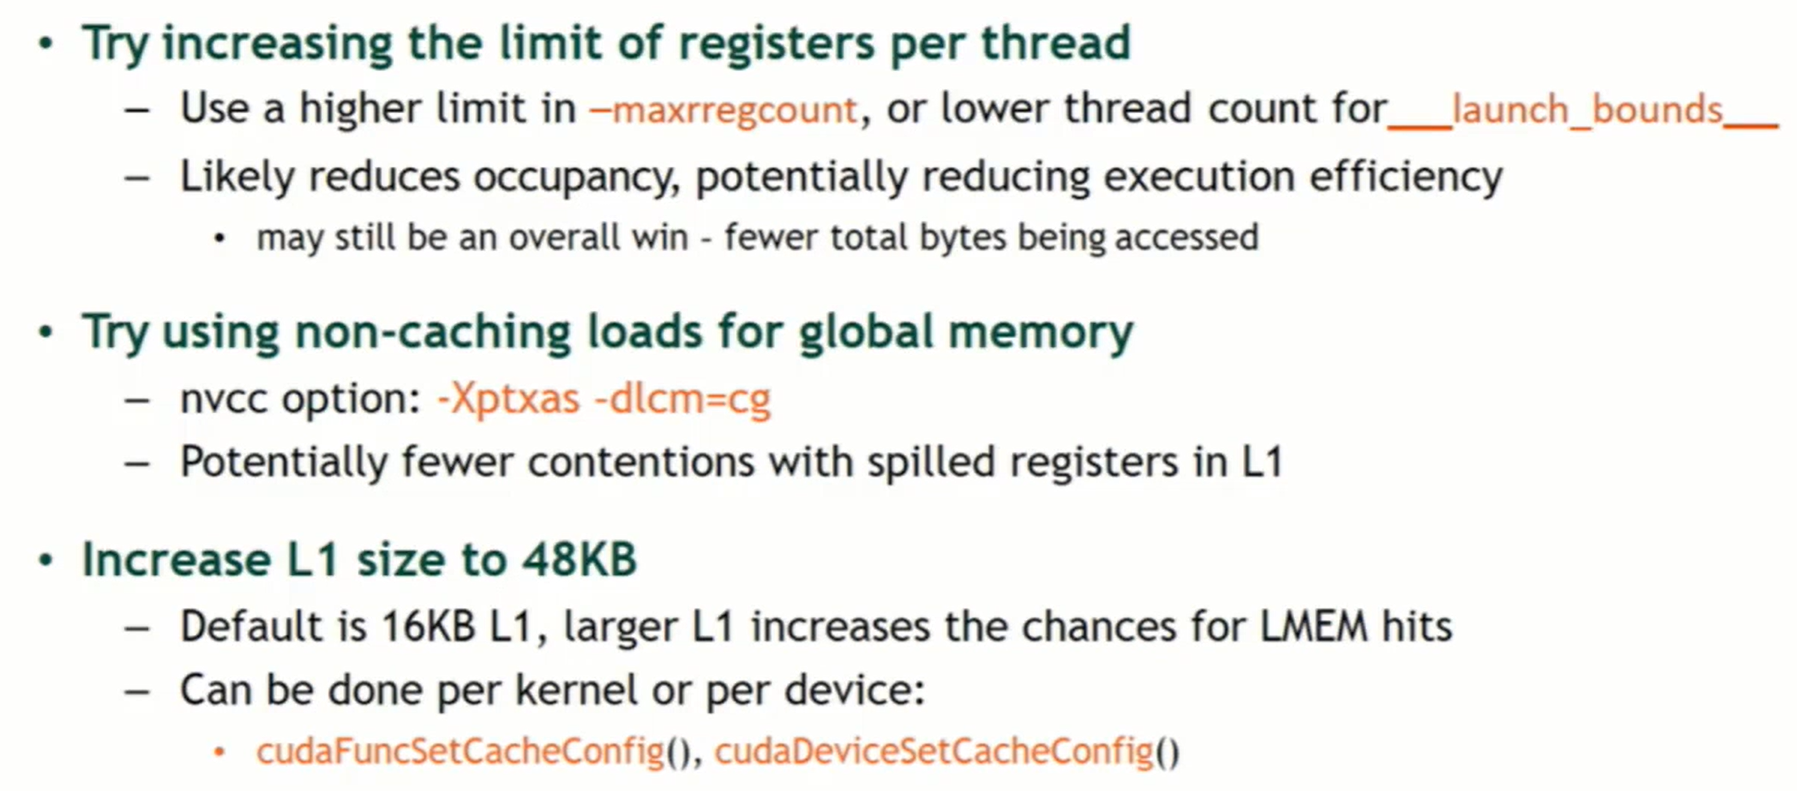 • Try increasing the limit of registers per thread
– Use a higher limit in –maxrregcount, or lower thread count for__launch_bounds__
– Likely reduces occupancy, potentially reducing execution efficiency
• may still be an overall win - fewer total bytes being accessed
• Try using non-caching loads for global memory
– nvcc option: -Xptxas -dlcm=cg
– Potentially fewer contentions with spilled registers in L1
• Increase L1 size to 48KB
– Default is 16KB L1, larger L1 increases the chances for LMEM hits
– Can be done per kernel or per device:
• cudaFuncSetCacheConfig(), cudaDeviceSetCacheConfig()